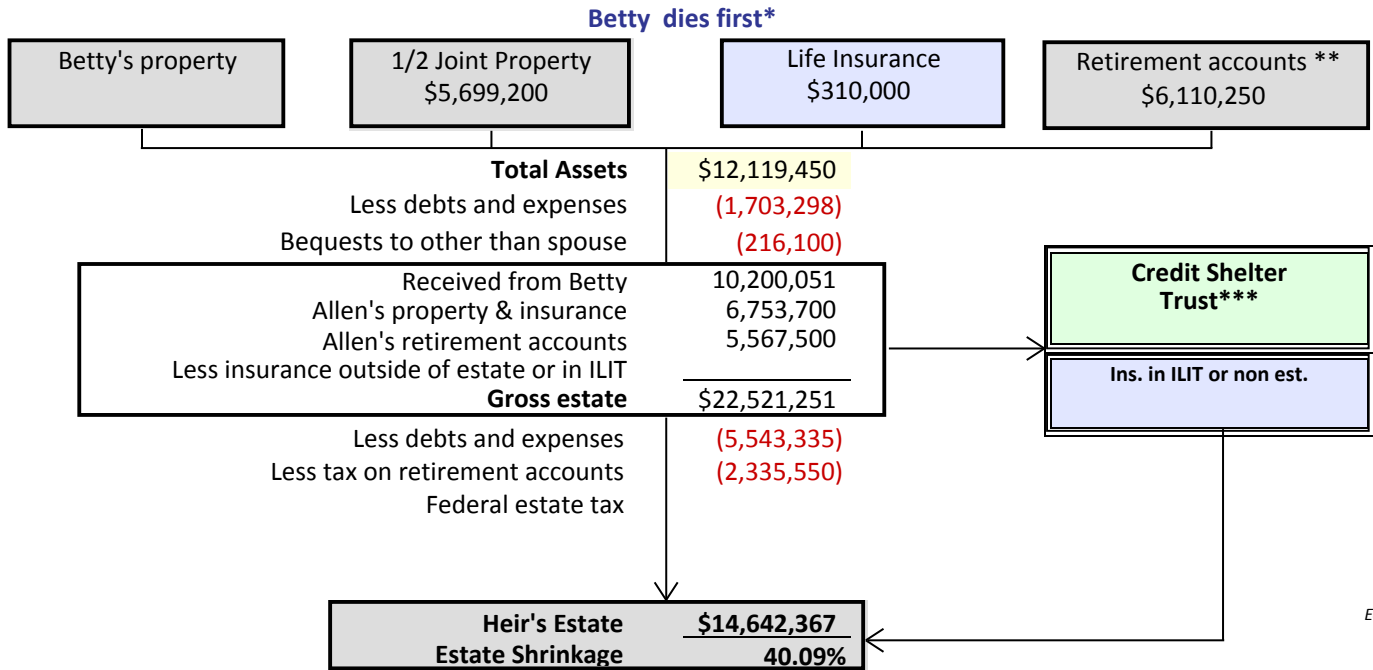 Betty dies first*
Betty's property
1/2 Joint Property
$5,699,200
Life Insurance
$310,000
Retirement accounts **
$6,110,250
Total Assets $12,119,450
Less debts and expenses (1,703,298)
Bequests to other than spouse (216,100)
Received from Betty 10,200,051
Allen's property & insurance 6,753,700
Allen's retirement accounts 5,567,500
Less insurance outside of estate or in ILIT
Gross estate $22,521,251
Credit Shelter
Trust***
Ins. in ILIT or non est.
Less debts and expenses (5,543,335)
Less tax on retirement accounts (2,335,550)
Federal estate tax
Heir's Estate $14,642,367
Estate Shrinkage 40.09%
E